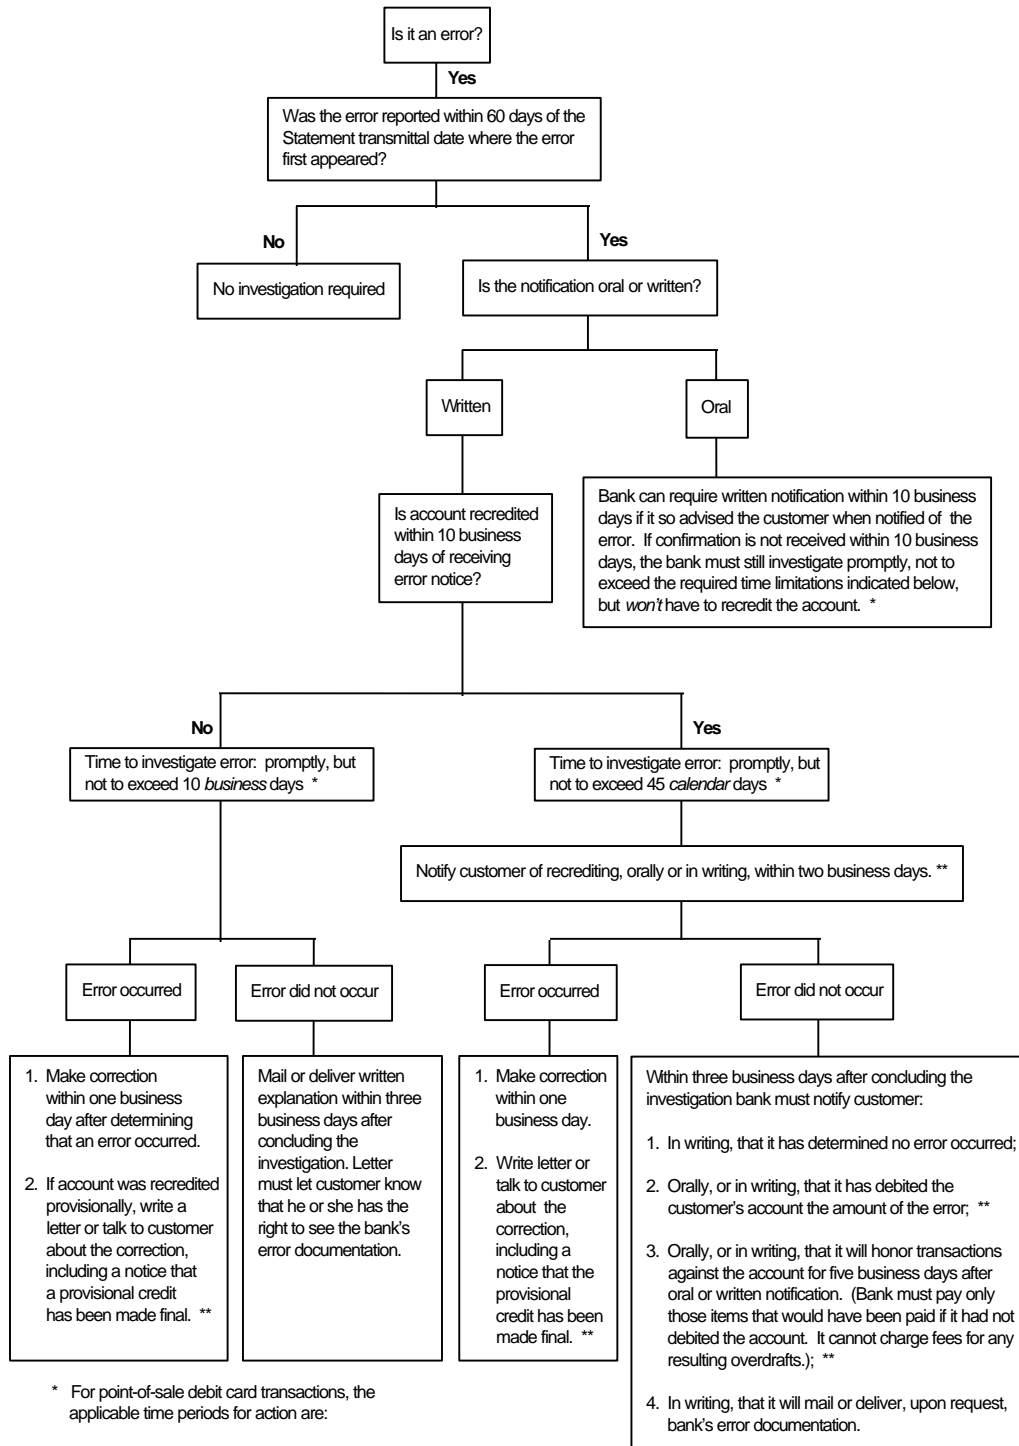 Is it an error?
Yes
Was the error reported within 60 days of the
Statement transmittal date where the error
first appeared?
No
Yes
No investigation required
Is the notification oral or written?
Written
Oral
Is account recredited
within 10 business
days of receiving
error notice?
Bank can require written notification within 10 business
days if it so advised the customer when notified of the
error. If confirmation is not received within 10 business
days, the bank must still investigate promptly, not to
exceed the required time limitations indicated below,
but won't have to recredit the account. *
No
Yes
Time to investigate error: promptly, but
not to exceed 10 business days *
Time to investigate error: promptly, but
not to exceed 45 calendar days *
Notify customer of recrediting, orally or in writing, within two business days. **
Error occurred
Error did not occur
Error occurred
Error did not occur
1. Make correction
within one business
day after determining
that an error occurred.
2. If account was recredited
provisionally, write a
letter or talk to customer
about the correction,
including a notice that
a provisional credit
has been made final. **
Mail or deliver written
explanation within three
business days after
concluding the
investigation. Letter
must let customer know
that he or she has the
right to see the bank's
error documentation.
1. Make correction
within one
business day.
2. Write letter or
talk to customer
about the
correction,
including a
notice that the
provisional
credit has been
made final. **
Within three business days after concluding the
investigation bank must notify customer:
1. In writing, that it has determined no error occurred;
2. Orally, or in writing, that it has debited the
customer's account the amount of the error; **
3. Orally, or in writing, that it will honor transactions
against the account for five business days after
oral or written notification. (Bank must pay only
those items that would have been paid if it had not
debited the account. It cannot charge fees for any
resulting overdrafts.); **
4. In writing, that it will mail or deliver, upon request,
bank's error documentation.
* For point-of-sale debit card transactions, the
applicable time periods for action are: